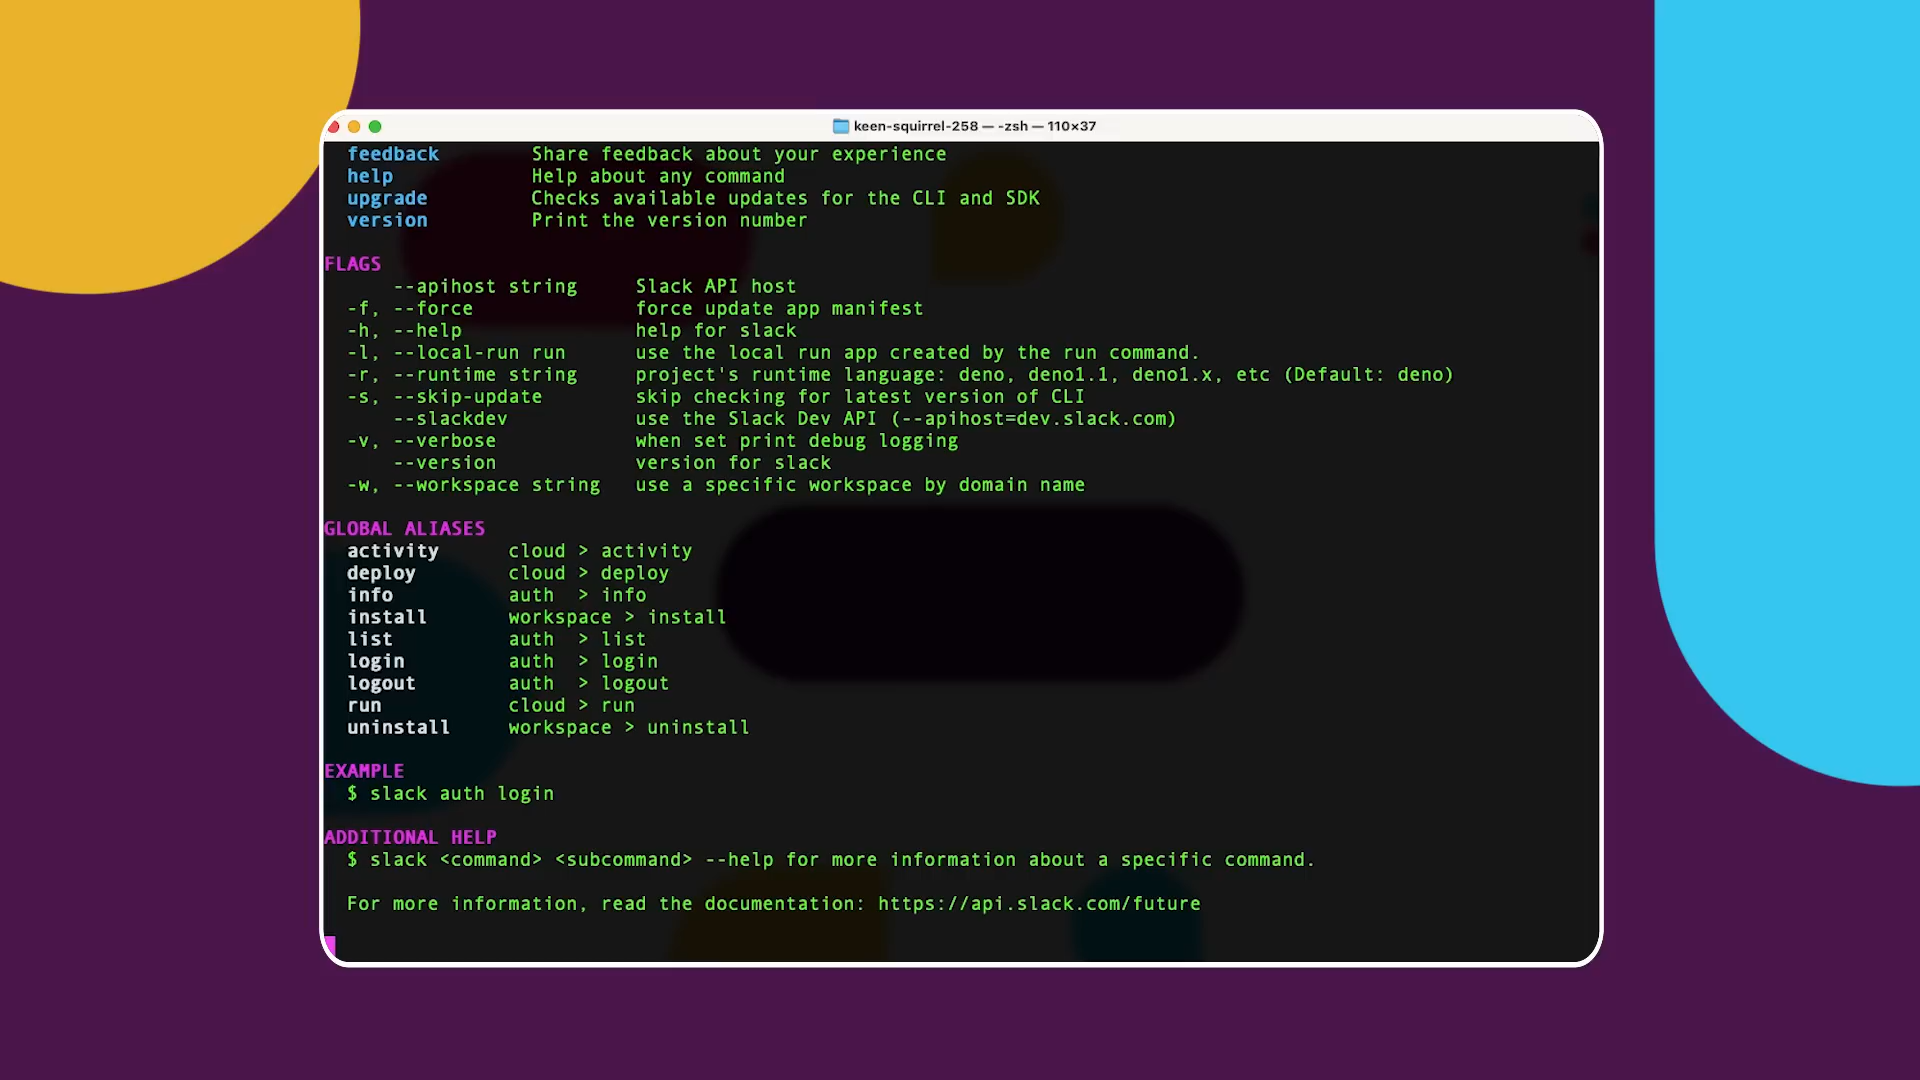 keen-squirrel-258 — -zsh — 110×37
feedback Share feedback about your experience
help Help about any command
upgrade Checks available updates for the CLI and SDK
version Print the version number
FLAGS
--apihost string Slack API host
-f, --force force update app manifest
-h, --help help for slack
-l, --local-run run use the local run app created by the run command.
-r, --runtime string project's runtime language: deno, deno1.1, deno1.x, etc (Default: deno)
-s, --skip-update skip checking for latest version of CLI
--slackdev use the Slack Dev API (--apihost=dev.slack.com)
-v, --verbose when set print debug logging
--version version for slack
-w, --workspace string use a specific workspace by domain name
GLOBAL ALIASES
activity cloud > activity
deploy cloud > deploy
info auth > info
install workspace > install
list auth > list
login auth > login
logout auth > logout
run cloud > run
uninstall workspace > uninstall
EXAMPLE
$ slack auth login
ADDITIONAL HELP
$ slack <command> <subcommand> --help for more information about a specific command.
For more information, read the documentation: https://api.slack.com/future